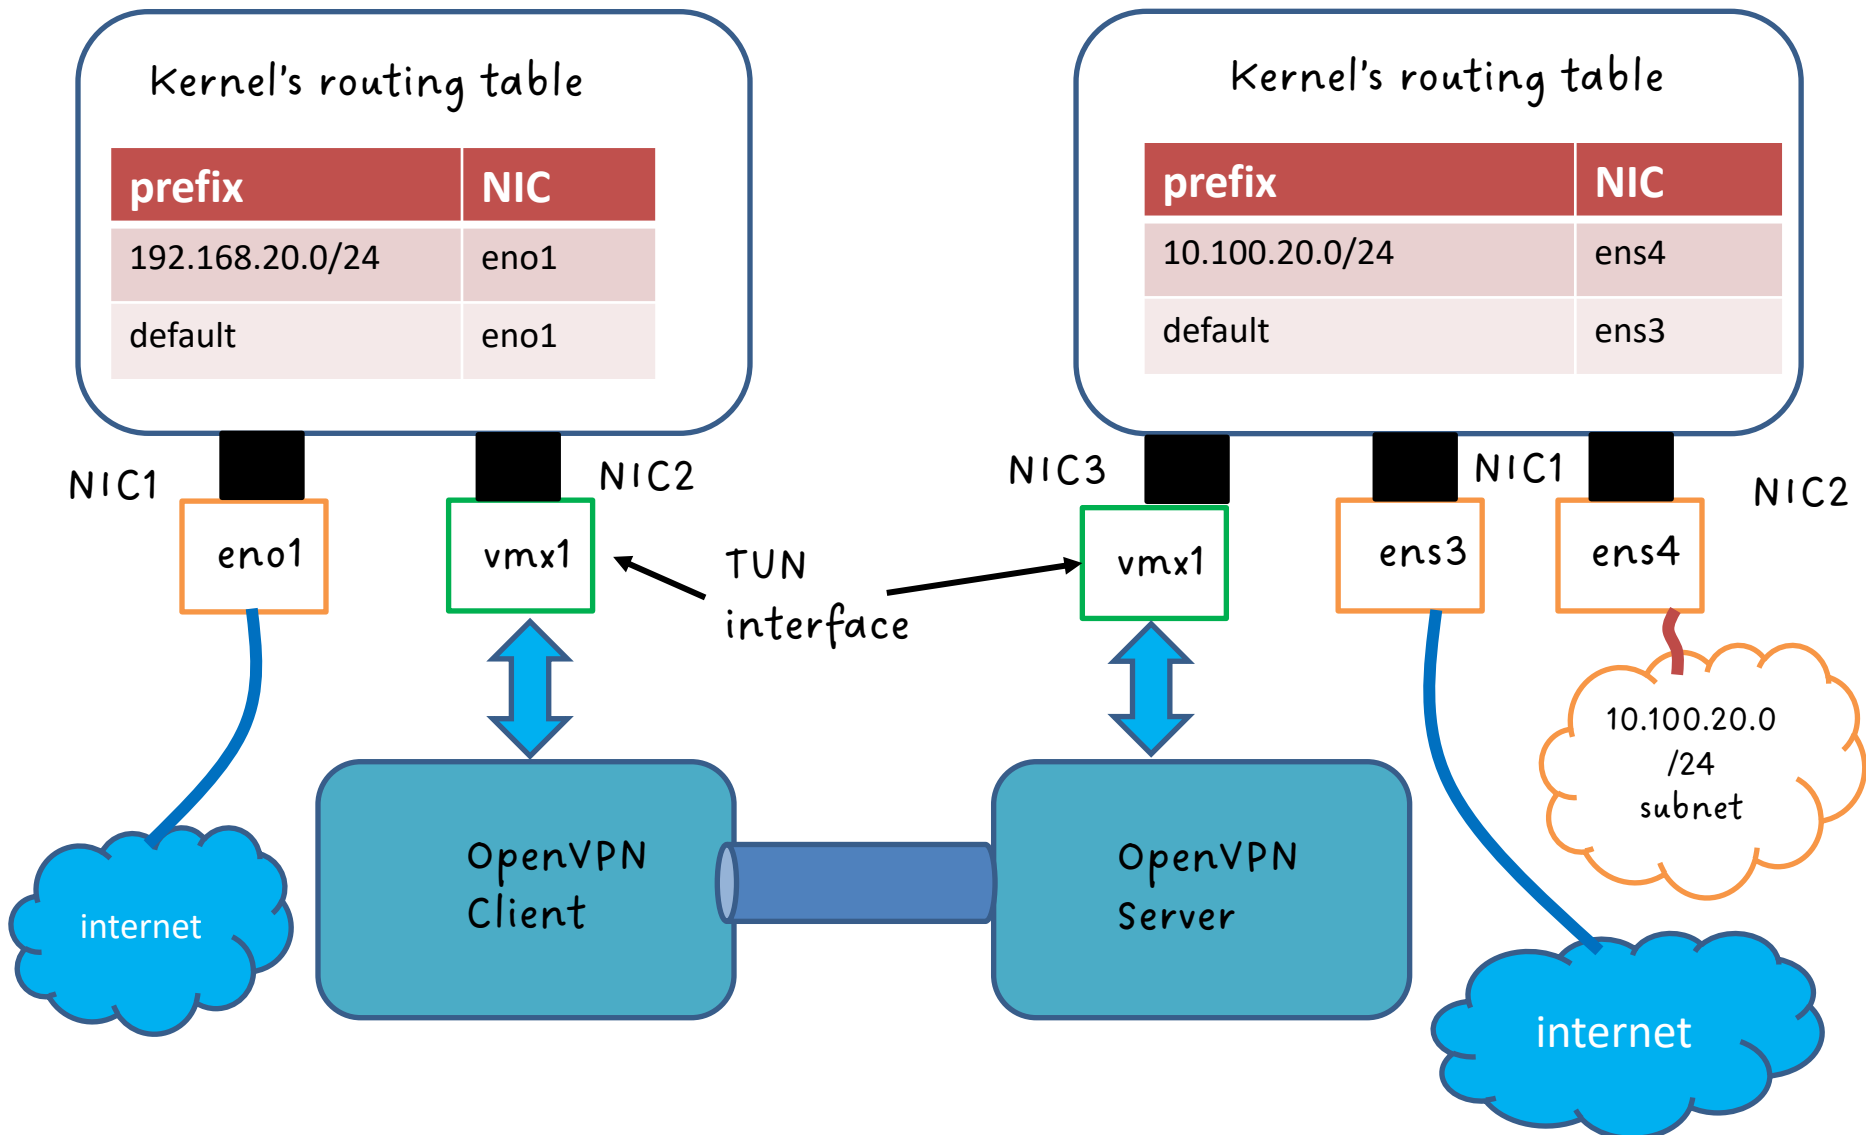 Kernel's routing table
prefix NIC
192.168.20.0/24 eno1
default eno1
Kernel's routing table
prefix NIC
10.100.20.0/24 ens4
default ens3
NIC1
NIC2
NIC3
NIC1
NIC2
eno1
vmx1
TUN
interface
vmx1
ens3
ens4
10.100.20.0
/24
subnet
internet
OpenVPN
Client
OpenVPN
Server
internet